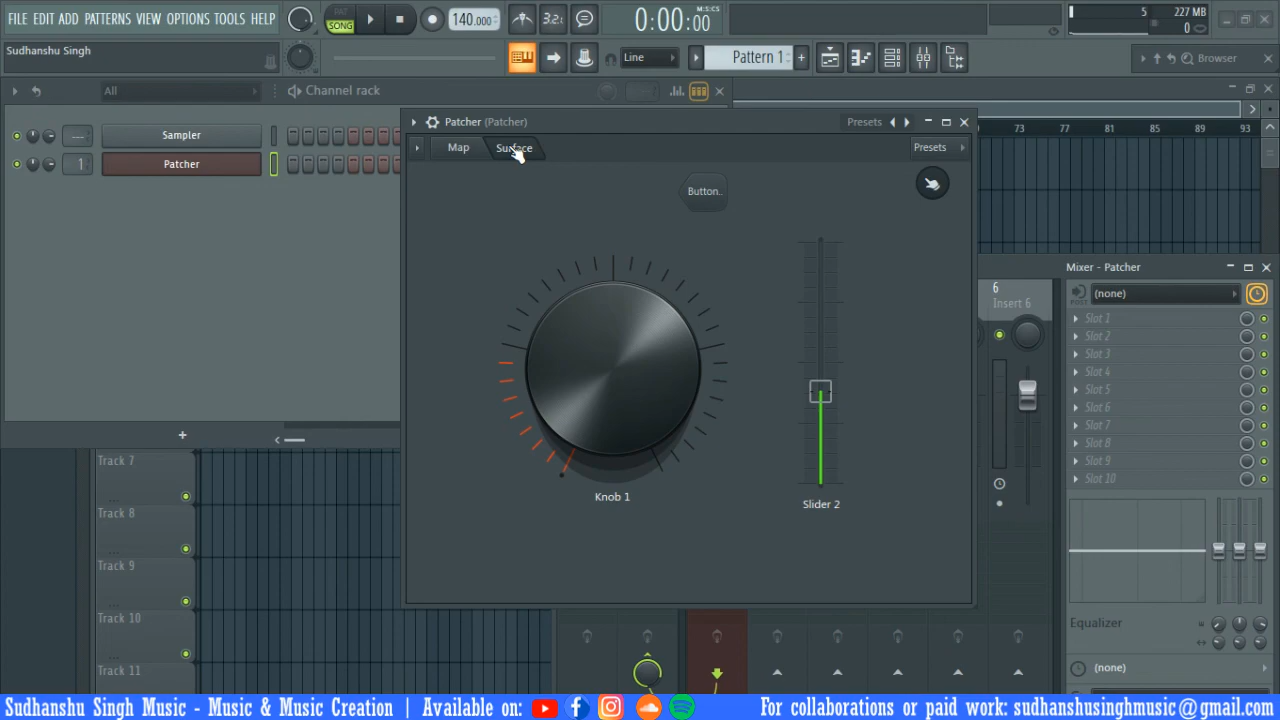 FILE EDIT ADD PATTERNS VIEW OPTIONS TOOLS HELP
PAT
SONG
140.000
3.2.
0:00:00
M:S:CS
5
227 MB
0
Sudhanshu Singh
Line
Pattern 1
Browser
All
Channel rack
Sampler
1
Patcher
Patcher (Patcher)
Presets
Map
Surface
Presets
Button..
Knob 1
Slider 2
73
77
81
85
89
93
Track 7
Track 8
Track 9
Track 10
Track 11
6
Insert 6
Mixer - Patcher
POST
(none)
Slot 1
Slot 2
Slot 3
Slot 4
Slot 5
Slot 6
Slot 7
Slot 8
Slot 9
Slot 10
Equalizer
(none)
Sudhanshu Singh Music - Music & Music Creation | Available on:
For collaborations or paid work: sudhanshusinghmusic@gmail.com